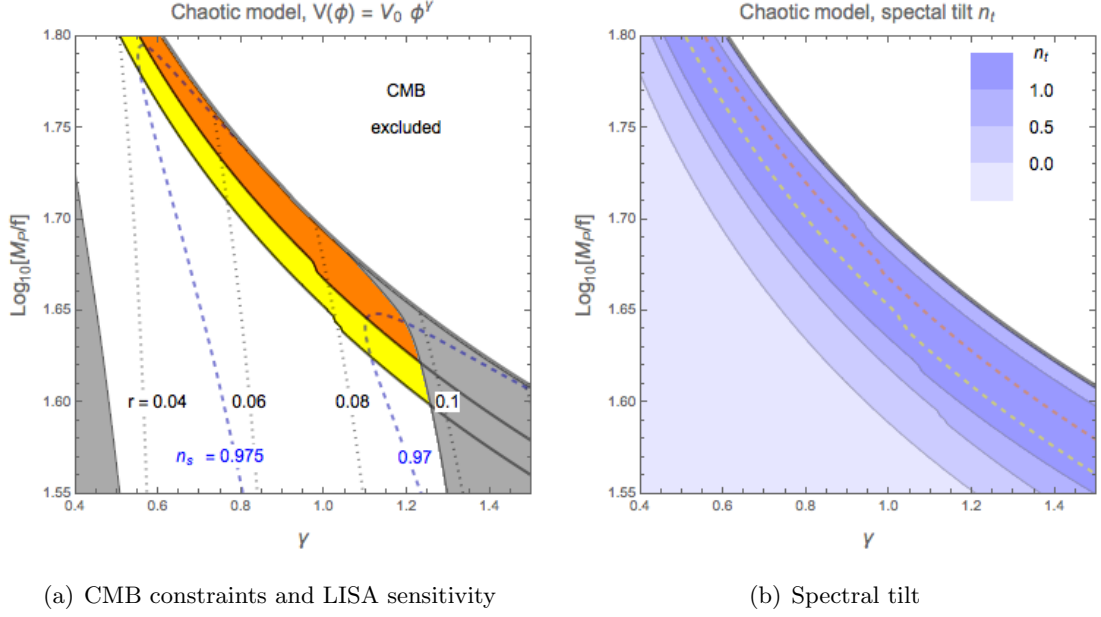 Chaotic model, V(ϕ) = V₀ ϕ^γ
1.80
1.75
1.70
1.65
1.60
1.55
Log₁₀[M_P/f]
CMB
excluded
r = 0.04
0.06
0.08
0.1
n_s = 0.975
0.97
0.4
0.6
0.8
1.0
1.2
1.4
γ
(a) CMB constraints and LISA sensitivity
Chaotic model, spectal tilt n_t
1.80
1.75
1.70
1.65
1.60
1.55
Log₁₀[M_P/f]
n_t
1.0
0.5
0.0
0.4
0.6
0.8
1.0
1.2
1.4
γ
(b) Spectral tilt